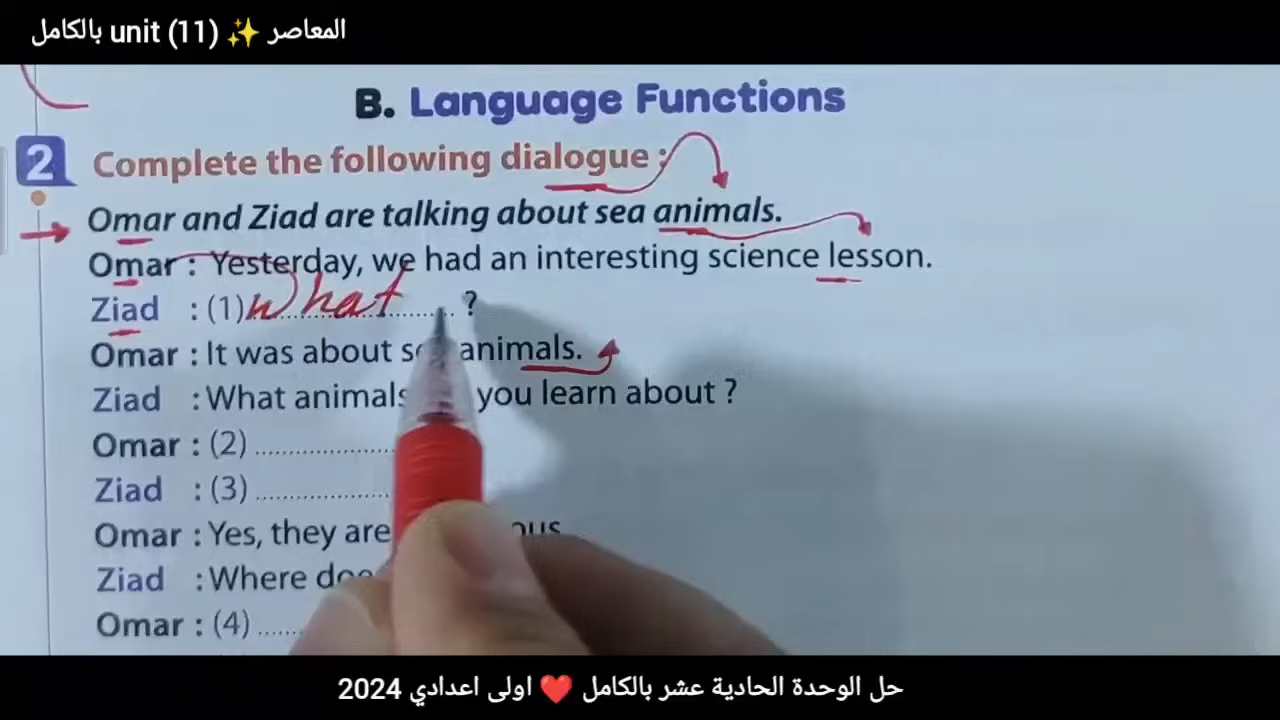 المعاصر ✨ unit (11) بالكامل
B. Language Functions
2 Complete the following dialogue :
Omar and Ziad are talking about sea animals.
Omar : Yesterday, we had an interesting science lesson.
Ziad : (1) What .................... ?
Omar : It was about sea animals.
Ziad : What animals you learn about ?
Omar : (2) ....................
Ziad : (3) ....................
Omar : Yes, they are
Ziad : Where
Omar : (4) ......
حل الوحدة الحادية عشر بالكامل ❤️ اولى اعدادي 2024